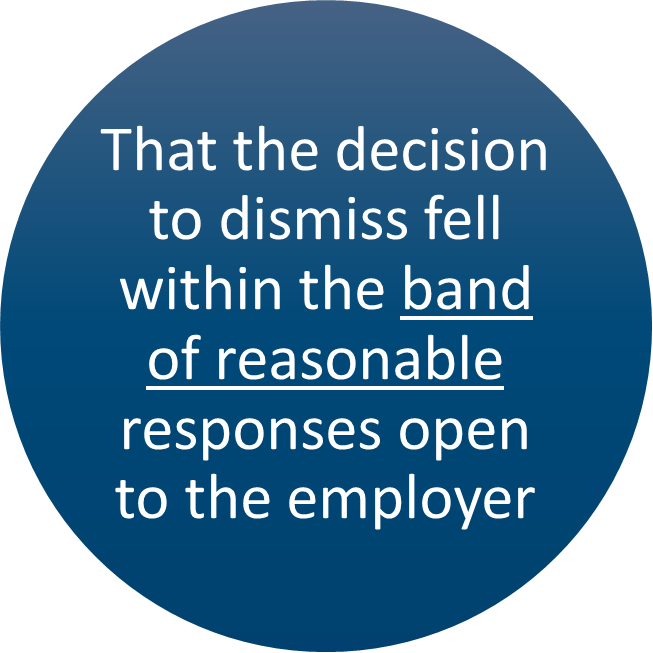 That the decision
to dismiss fell
within the band
of reasonable
responses open
to the employer